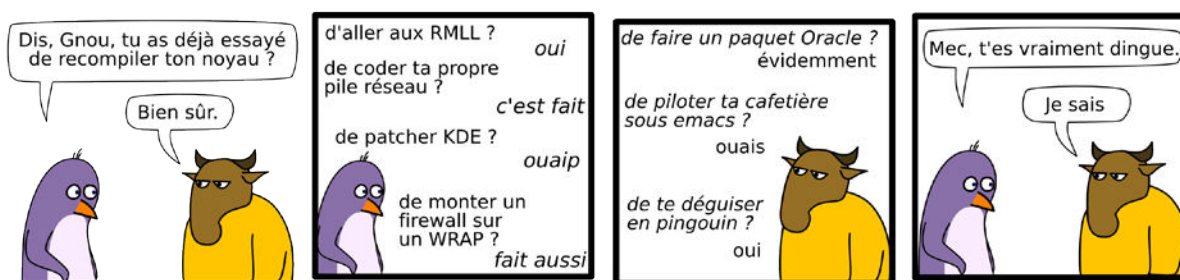 Dis, Gnou, tu as déjà essayé
de recompiler ton noyau ?
Bien sûr.
d'aller aux RMLL ?
oui
de coder ta propre
pile réseau ?
c'est fait
de patcher KDE ?
ouaip
de monter un
firewall sur
un WRAP ?
fait aussi
de faire un paquet Oracle ?
évidemment
de piloter ta cafetière
sous emacs ?
ouais
de te déguiser
en pingouin ?
oui
Mec, t'es vraiment dingue.
Je sais